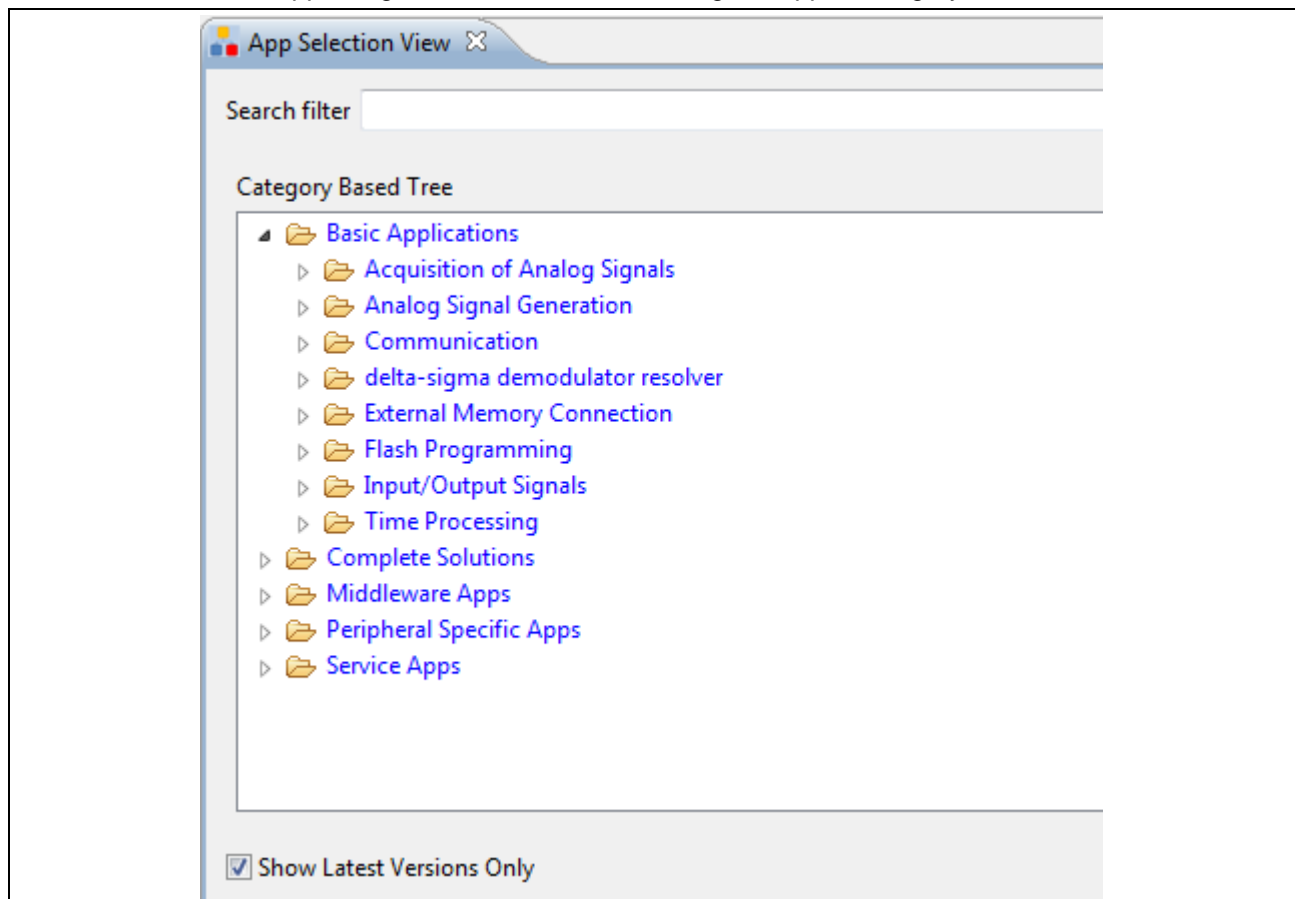 App Selection View
Search filter
Category Based Tree
Basic Applications
Acquisition of Analog Signals
Analog Signal Generation
Communication
delta-sigma demodulator resolver
External Memory Connection
Flash Programming
Input/Output Signals
Time Processing
Complete Solutions
Middleware Apps
Peripheral Specific Apps
Service Apps
Show Latest Versions Only